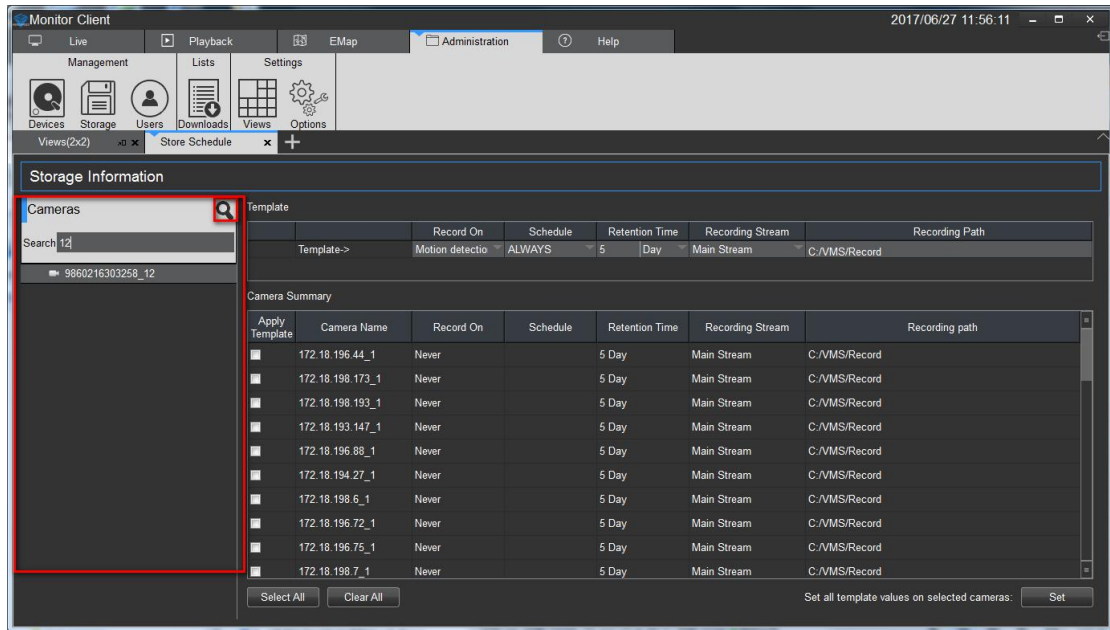 Monitor Client 2017/06/27 11:56:11
Live Playback EMap Administration Help
Management Lists Settings
Devices Storage Users Downloads Views Options
Views(2x2) Store Schedule
Storage Information
Cameras
Search 12
9860216303258_12
Template
Record On Schedule Retention Time Recording Stream Recording Path
Template-> Motion detectio ALWAYS 5 Day Main Stream C:/VMS/Record
Camera Summary
Apply Template Camera Name Record On Schedule Retention Time Recording Stream Recording path
172.18.196.44_1 Never 5 Day Main Stream C:/VMS/Record
172.18.198.173_1 Never 5 Day Main Stream C:/VMS/Record
172.18.198.193_1 Never 5 Day Main Stream C:/VMS/Record
172.18.193.147_1 Never 5 Day Main Stream C:/VMS/Record
172.18.196.88_1 Never 5 Day Main Stream C:/VMS/Record
172.18.194.27_1 Never 5 Day Main Stream C:/VMS/Record
172.18.198.6_1 Never 5 Day Main Stream C:/VMS/Record
172.18.196.72_1 Never 5 Day Main Stream C:/VMS/Record
172.18.196.75_1 Never 5 Day Main Stream C:/VMS/Record
172.18.198.7_1 Never 5 Day Main Stream C:/VMS/Record
Select All Clear All Set all template values on selected cameras: Set